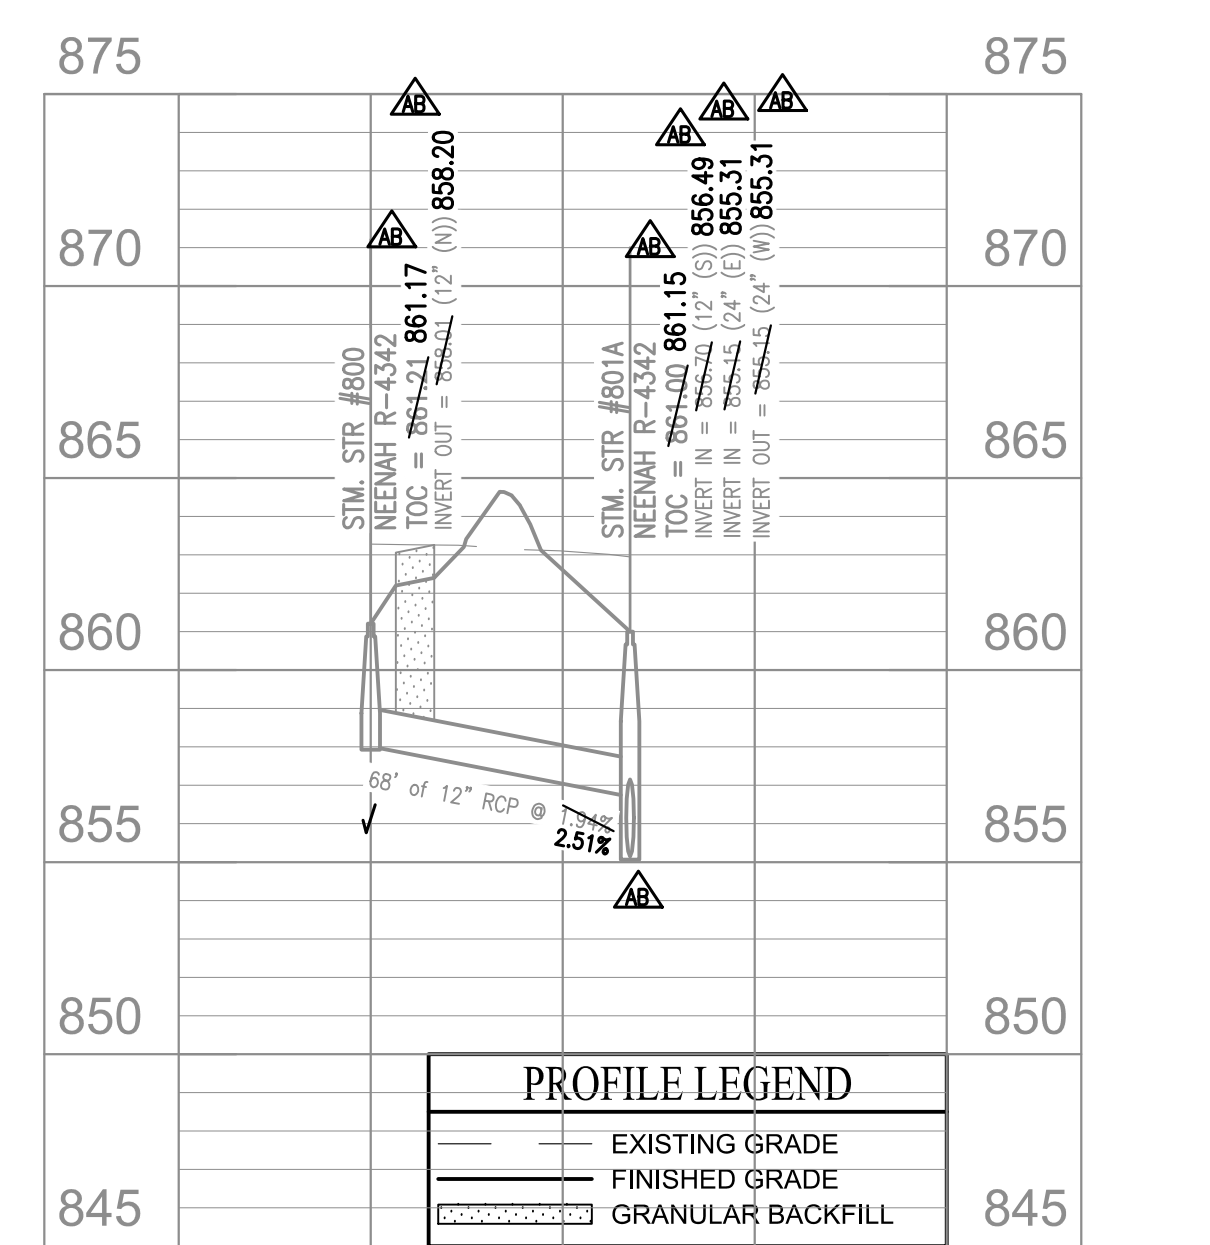 875
875
AB
AB
AB
AB
AB
AB
870
870
STM. STR #800
NEENAH R-4342
TOC = 861.21 861.17
INVERT OUT = 858.01 (12" (N)) 858.20
STM. STR #801A
NEENAH R-4342
TOC = 861.00 861.15
INVERT IN = 856.70 (12" (S)) 856.49
INVERT IN = 855.15 (24" (E)) 855.31
INVERT OUT = 855.15 (24" (W)) 855.31
865
865
860
860
68' of 12" RCP @ 1.94%
2.51%
855
855
AB
850
850
PROFILE LEGEND
EXISTING GRADE
FINISHED GRADE
GRANULAR BACKFILL
845
845